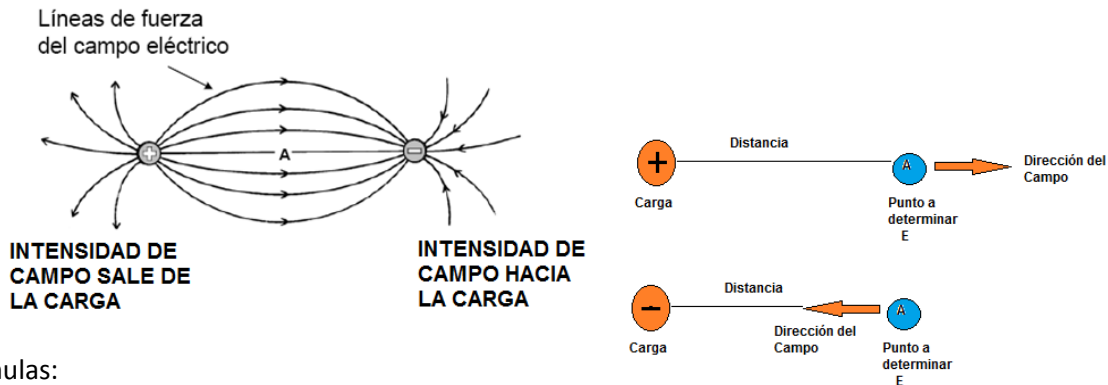 Líneas de fuerza
del campo eléctrico
+
A
−
INTENSIDAD DE
CAMPO SALE DE
LA CARGA
INTENSIDAD DE
CAMPO HACIA
LA CARGA
+
Distancia
A
Dirección del
Campo
Carga
Punto a
determinar
E
−
Distancia
A
Dirección del
Campo
Carga
Punto a
determinar
E
ulas: